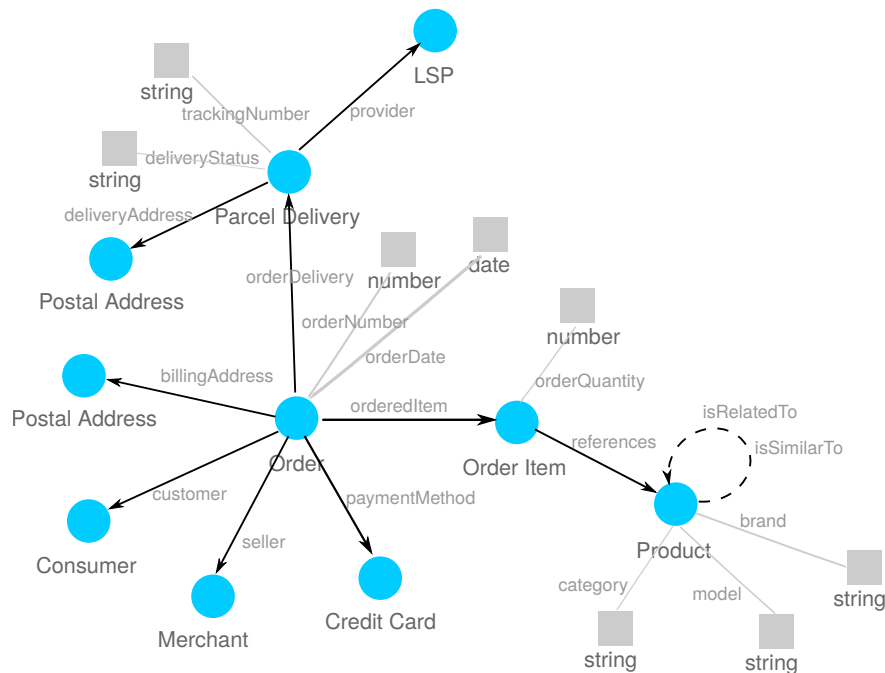 LSP
string
trackingNumber
provider
deliveryStatus
string
deliveryAddress
Parcel Delivery
Postal Address
orderDelivery
number
date
orderNumber
orderDate
number
orderQuantity
billingAddress
Postal Address
orderedItem
Order
Order Item
references
isRelatedTo
isSimilarTo
customer
paymentMethod
seller
Consumer
Merchant
Credit Card
Product
brand
category
model
string
string
string